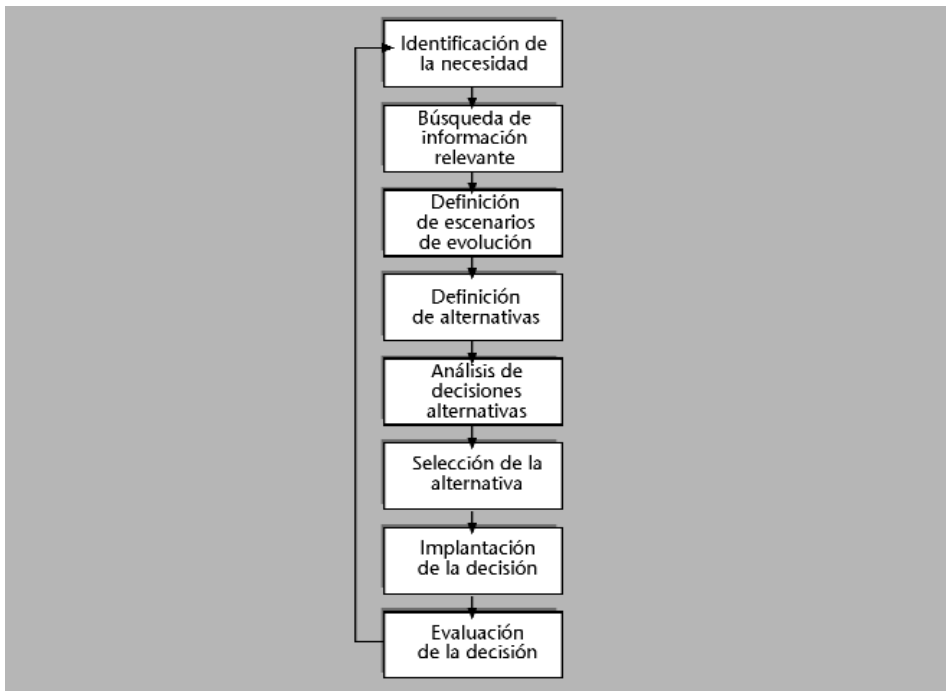 Identificación de
la necesidad
Búsqueda de
información
relevante
Definición
de escenarios
de evolución
Definición
de alternativas
Análisis de
decisiones
alternativas
Selección de la
alternativa
Implantación
de la decisión
Evaluación
de la decisión